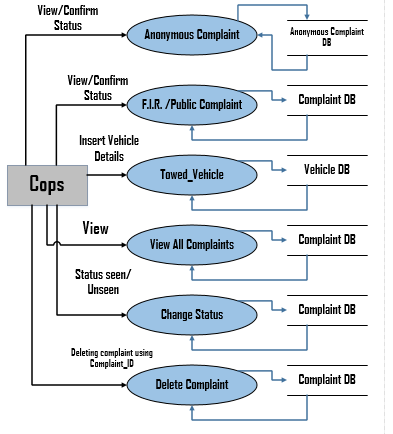 View/Confirm
Status
Anonymous Complaint
Anonymous Complaint
DB
View/Confirm
Status
F.I.R. /Public Complaint
Complaint DB
Insert Vehicle
Details
Towed_Vehicle
Vehicle DB
Cops
View
View All Complaints
Complaint DB
Status seen/
Unseen
Change Status
Complaint DB
Deleting complaint using
Complaint_ID
Delete Complaint
Complaint DB